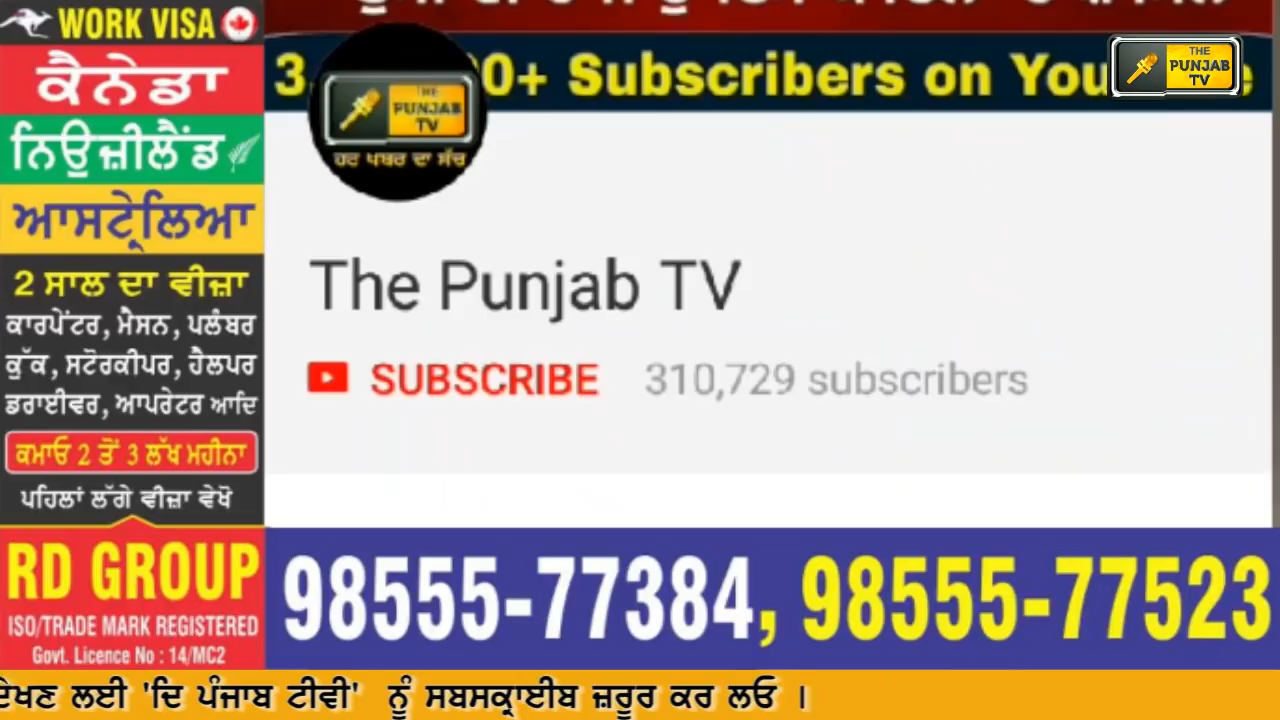 WORK VISA
ਕੈਨੇਡਾ
ਨਿਊਜ਼ੀਲੈਂਡ
ਆਸਟ੍ਰੇਲਿਆ
2 ਸਾਲ ਦਾ ਵੀਜ਼ਾ
ਕਾਰਪੇਂਟਰ, ਮੈਸਨ, ਪਲੰਬਰ
ਕੁੱਕ, ਸਟੋਰਕੀਪਰ, ਹੈਲਪਰ
ਡਰਾਈਵਰ, ਆਪਰੇਟਰ ਆਦਿ
ਕਮਾਓ 2 ਤੋਂ 3 ਲੱਖ ਮਹੀਨਾ
ਪਹਿਲਾਂ ਲੱਗੇ ਵੀਜ਼ਾ ਵੇਖੋ
RD GROUP
ISO/TRADE MARK REGISTERED
Govt. Licence No : 14/MC2
0+ Subscribers on
THE
PUNJAB
TV
THE
PUNJAB
TV
ਹਰ ਖ਼ਬਰ ਦਾ ਸੱਚ
The Punjab TV
SUBSCRIBE 310,729 subscribers
98555-77384, 98555-77523
ਲਈ 'ਦਿ ਪੰਜਾਬ ਟੀਵੀ' ਨੂੰ ਸਬਸਕ੍ਰਾਈਬ ਜ਼ਰੂਰ ਕਰ ਲਓ ।